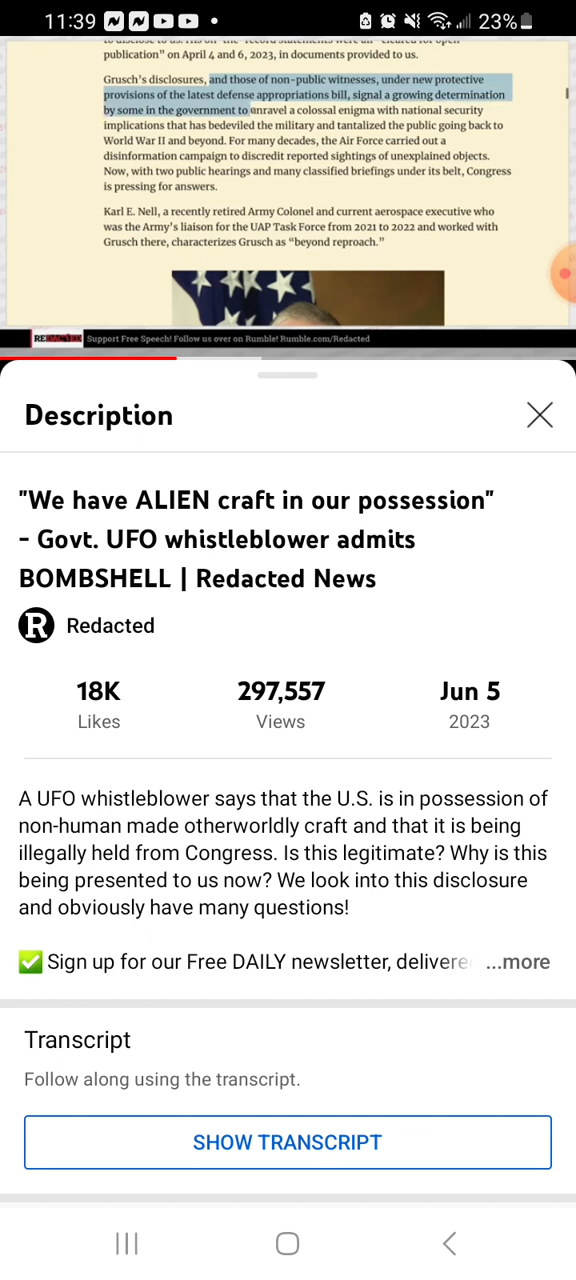 11:39
23%
publication” on April 4 and 6, 2023, in documents provided to us.
Grusch's disclosures, and those of non-public witnesses, under new protective
provisions of the latest defense appropriations bill, signal a growing determination
by some in the government to unravel a colossal enigma with national security
implications that has bedeviled the military and tantalized the public going back to
World War II and beyond. For many decades, the Air Force carried out a
disinformation campaign to discredit reported sightings of unexplained objects.
Now, with two public hearings and many classified briefings under its belt, Congress
is pressing for answers.
Karl E. Nell, a recently retired Army Colonel and current aerospace executive who
was the Army's liaison for the UAP Task Force from 2021 to 2022 and worked with
Grusch there, characterizes Grusch as “beyond reproach.”
REDACTED Support Free Speech! Follow us over on Rumble! Rumble.com/Redacted
Description
"We have ALIEN craft in our possession"
- Govt. UFO whistleblower admits
BOMBSHELL | Redacted News
R Redacted
18K 297,557 Jun 5
Likes Views 2023
A UFO whistleblower says that the U.S. is in possession of
non-human made otherworldly craft and that it is being
illegally held from Congress. Is this legitimate? Why is this
being presented to us now? We look into this disclosure
and obviously have many questions!
✅ Sign up for our Free DAILY newsletter, delivere ...more
Transcript
Follow along using the transcript.
SHOW TRANSCRIPT